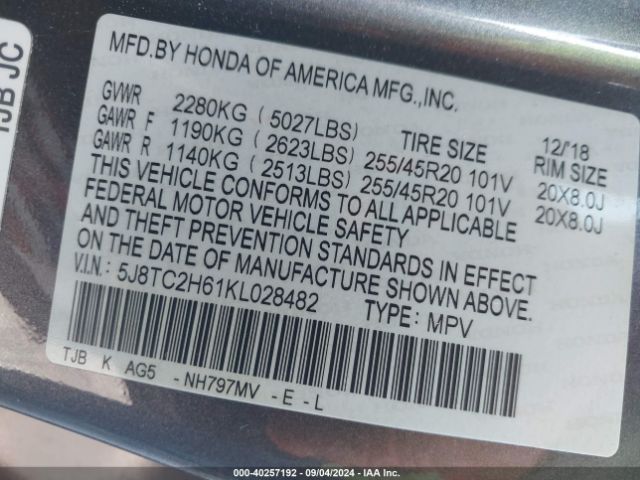 TJB JC
MFD.BY HONDA OF AMERICA MFG.,INC.
GVWR 2280KG (5027LBS) TIRE SIZE 12/'18 RIM SIZE
GAWR F 1190KG (2623LBS) 255/45R20 101V 20X8.0J
GAWR R 1140KG (2513LBS) 255/45R20 101V 20X8.0J
THIS VEHICLE CONFORMS TO ALL APPLICABLE
FEDERAL MOTOR VEHICLE SAFETY
AND THEFT PREVENTION STANDARDS IN EFFECT
ON THE DATE OF MANUFACTURE SHOWN ABOVE.
V.I.N.: 5J8TC2H61KL028482 TYPE: MPV
TJB K AG5 -NH797MV -E -L
000-40257192 - 09/04/2024 - IAA Inc.